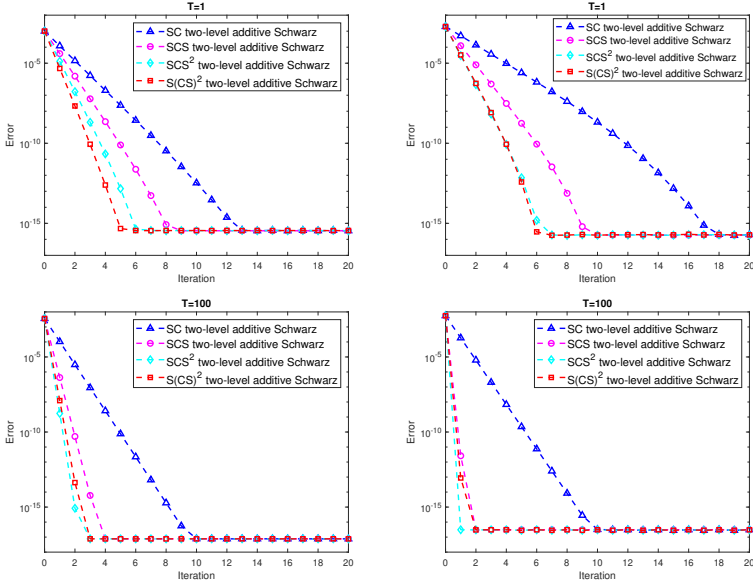 T=1
SC two-level additive Schwarz
SCS two-level additive Schwarz
SCS² two-level additive Schwarz
S(CS)² two-level additive Schwarz
Error
10⁻⁵
10⁻¹⁰
10⁻¹⁵
0 2 4 6 8 10 12 14 16 18 20
Iteration
T=1
SC two-level additive Schwarz
SCS two-level additive Schwarz
SCS² two-level additive Schwarz
S(CS)² two-level additive Schwarz
Error
10⁻⁵
10⁻¹⁰
10⁻¹⁵
0 2 4 6 8 10 12 14 16 18 20
Iteration
T=100
SC two-level additive Schwarz
SCS two-level additive Schwarz
SCS² two-level additive Schwarz
S(CS)² two-level additive Schwarz
Error
10⁻⁵
10⁻¹⁰
10⁻¹⁵
0 2 4 6 8 10 12 14 16 18 20
Iteration
T=100
SC two-level additive Schwarz
SCS two-level additive Schwarz
SCS² two-level additive Schwarz
S(CS)² two-level additive Schwarz
Error
10⁻⁵
10⁻¹⁰
10⁻¹⁵
0 2 4 6 8 10 12 14 16 18 20
Iteration